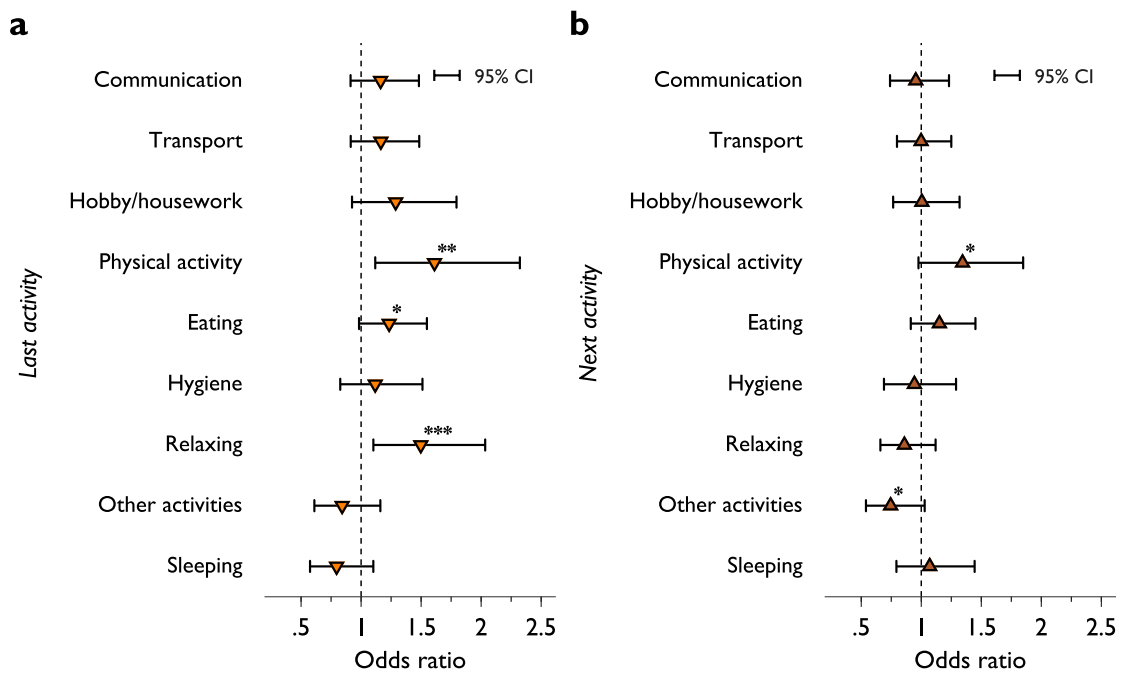 a
95% CI
Communication
Transport
Hobby/housework
Physical activity
**
Eating
*
Hygiene
Relaxing
***
Other activities
Sleeping
Last activity
.5 1 1.5 2 2.5
Odds ratio
b
95% CI
Communication
Transport
Hobby/housework
Physical activity
*
Eating
Hygiene
Relaxing
Other activities
*
Sleeping
Next activity
.5 1 1.5 2 2.5
Odds ratio